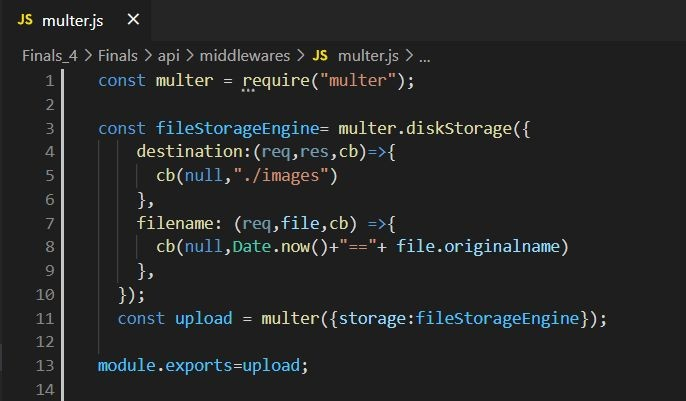 JS multer.js ×
Finals_4 > Finals > api > middlewares > JS multer.js > ...
1 const multer = require("multer");
2
3 const fileStorageEngine= multer.diskStorage({
4 destination:(req,res,cb)=>{
5 cb(null,"./images")
6 },
7 filename: (req,file,cb) =>{
8 cb(null,Date.now()+"=="+ file.originalname)
9 },
10 });
11 const upload = multer({storage:fileStorageEngine});
12
13 module.exports=upload;
14